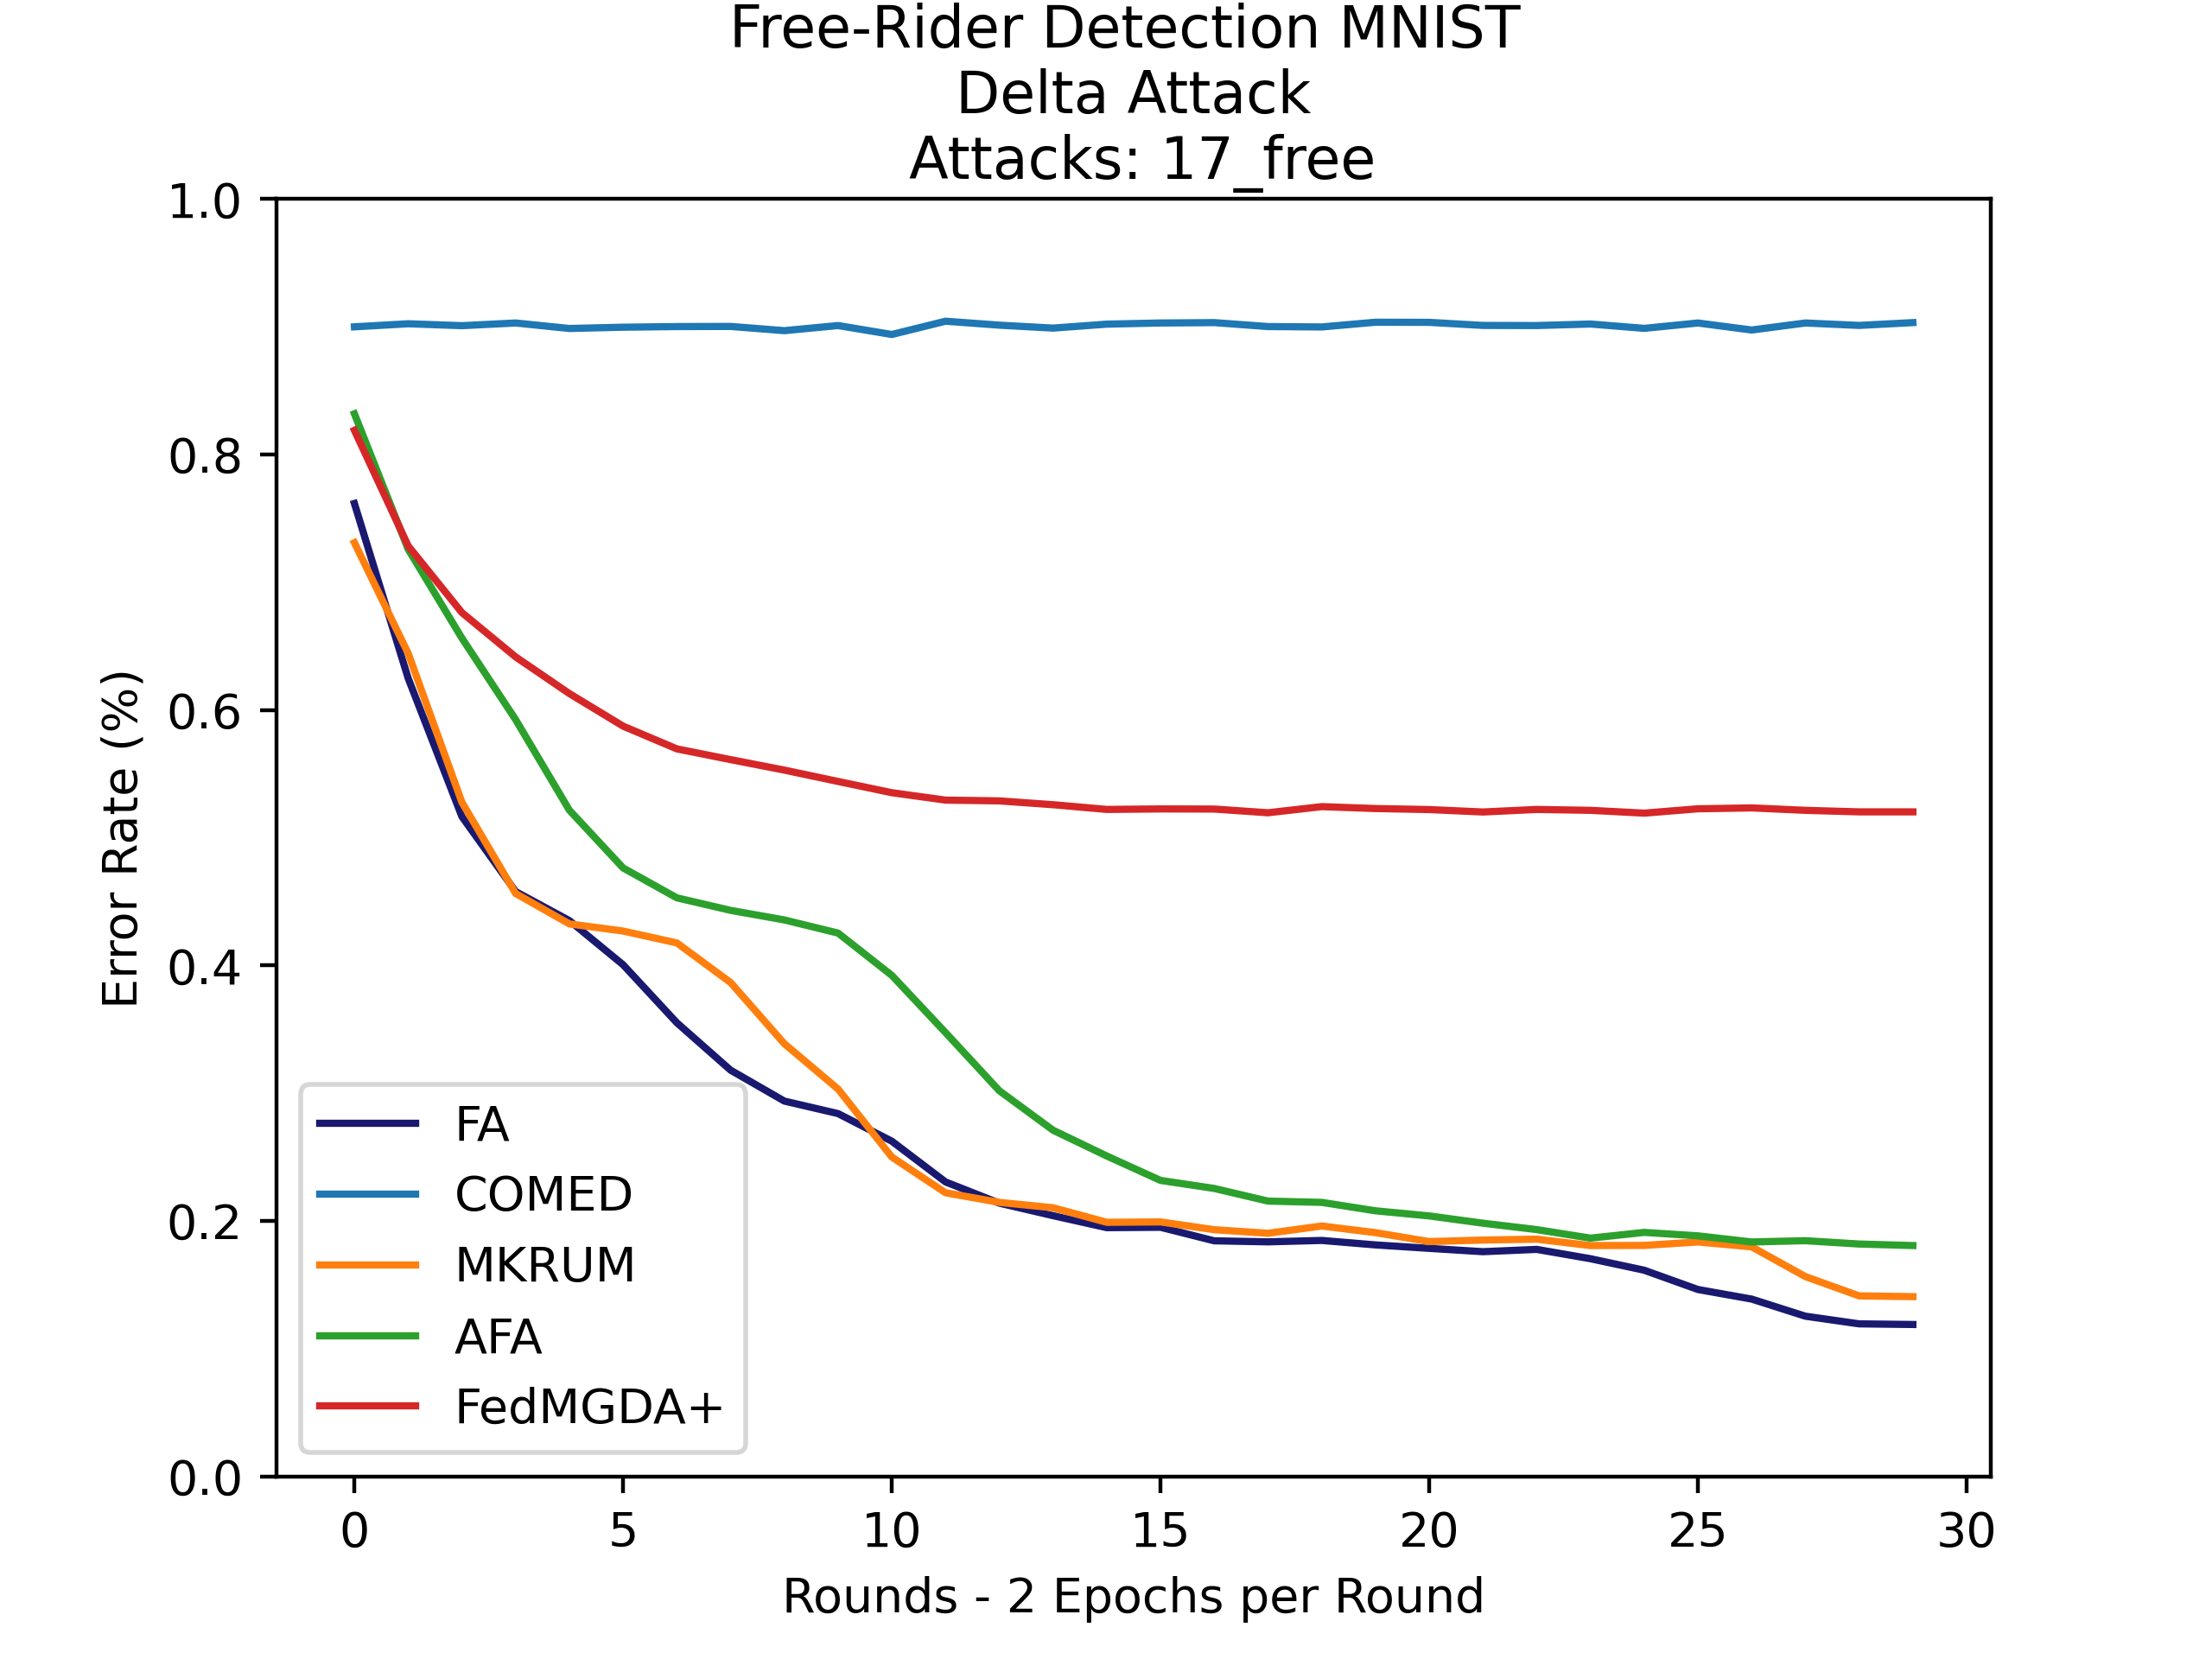 Free-Rider Detection MNIST
Delta Attack
Attacks: 17_free
1.0
0.8
0.6
0.4
0.2
0.0
Error Rate (%)
FA
COMED
MKRUM
AFA
FedMGDA+
0 5 10 15 20 25 30
Rounds - 2 Epochs per Round